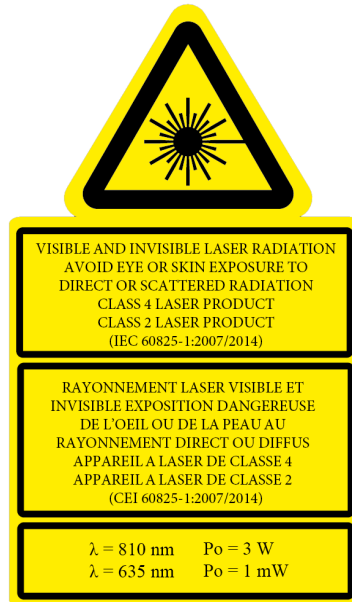 VISIBLE AND INVISIBLE LASER RADIATION
AVOID EYE OR SKIN EXPOSURE TO
DIRECT OR SCATTERED RADIATION
CLASS 4 LASER PRODUCT
CLASS 2 LASER PRODUCT
(IEC 60825-1:2007/2014)
RAYONNEMENT LASER VISIBLE ET
INVISIBLE EXPOSITION DANGEREUSE
DE L'OEIL OU DE LA PEAU AU
RAYONNEMENT DIRECT OU DIFFUS
APPAREIL A LASER DE CLASSE 4
APPAREIL A LASER DE CLASSE 2
(CEI 60825-1:2007/2014)
λ = 810 nm Po = 3 W
λ = 635 nm Po = 1 mW